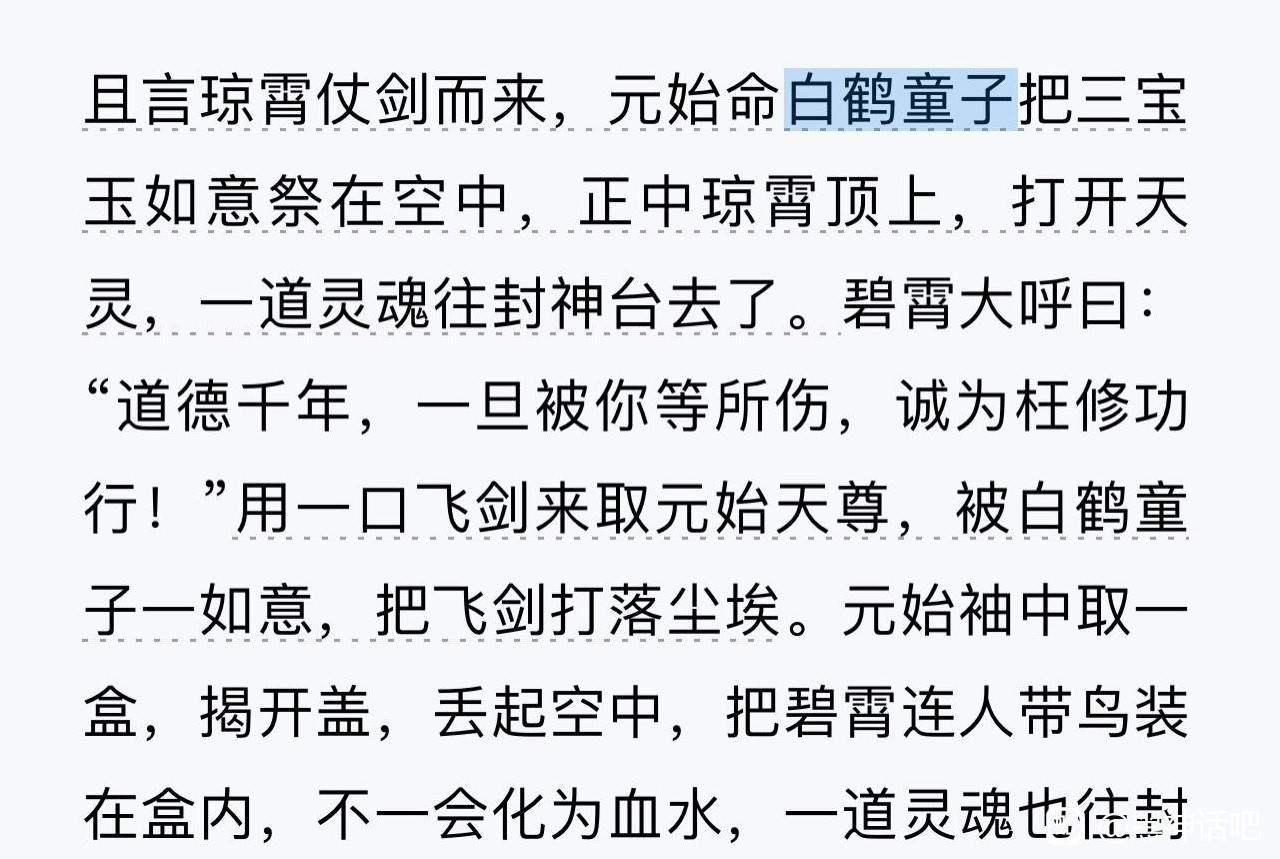 且言琼霄仗剑而来，元始命白鹤童子把三宝
玉如意祭在空中，正中琼霄顶上，打开天
灵，一道灵魂往封神台去了。碧霄大呼曰：
“道德千年，一旦被你等所伤，诚为枉修功
行！”用一口飞剑来取元始天尊，被白鹤童
子一如意，把飞剑打落尘埃。元始袖中取一
盒，揭开盖，丢起空中，把碧霄连人带鸟装
在盒内，不一会化为血水，一道灵魂也往封
神话吧